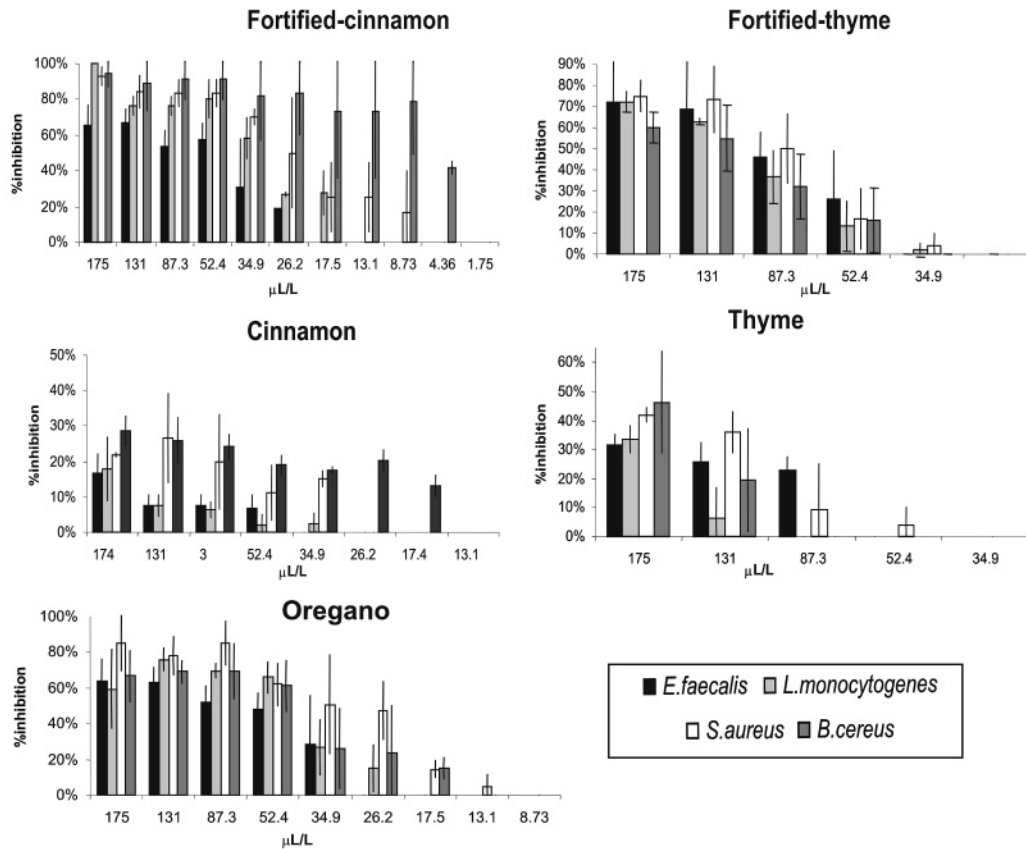 Fortified-cinnamon
100%
80%
60%
40%
20%
0%
%inhibition
175 131 87.3 52.4 34.9 26.2 17.5 13.1 8.73 4.36 1.75
µL/L
Fortified-thyme
100%
90%
80%
70%
60%
50%
40%
30%
20%
10%
0%
%inhibition
175 131 87.3 52.4 34.9
µL/L
Cinnamon
50%
40%
30%
20%
10%
0%
%inhibition
174 131 3 52.4 34.9 26.2 17.4 13.1
µL/L
Thyme
60%
50%
40%
30%
20%
10%
0%
%inhibition
175 131 87.3 52.4 34.9
µL/L
Oregano
100%
80%
60%
40%
20%
0%
%inhibition
175 131 87.3 52.4 34.9 26.2 17.5 13.1 8.73
µL/L
E.faecalis L.monocytogenes
S.aureus B.cereus